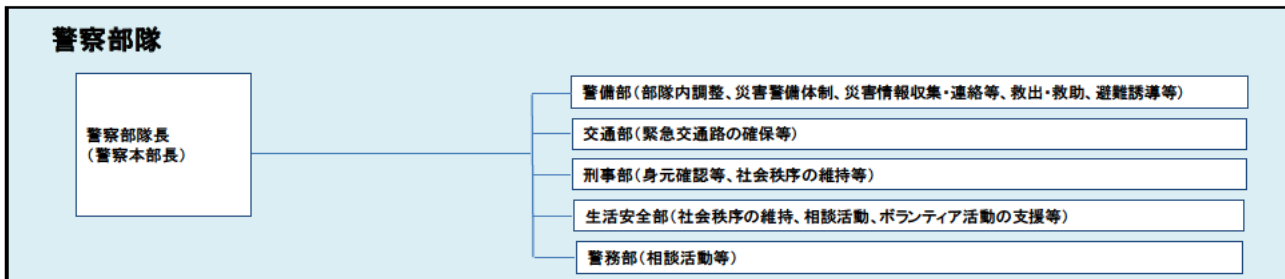 警察部隊
警察部隊長
(警察本部長)
警備部(部隊内調整、災害警備体制、災害情報収集・連絡等、救出・救助、避難誘導等)
交通部(緊急交通路の確保等)
刑事部(身元確認等、社会秩序の維持等)
生活安全部(社会秩序の維持、相談活動、ボランティア活動の支援等)
警務部(相談活動等)